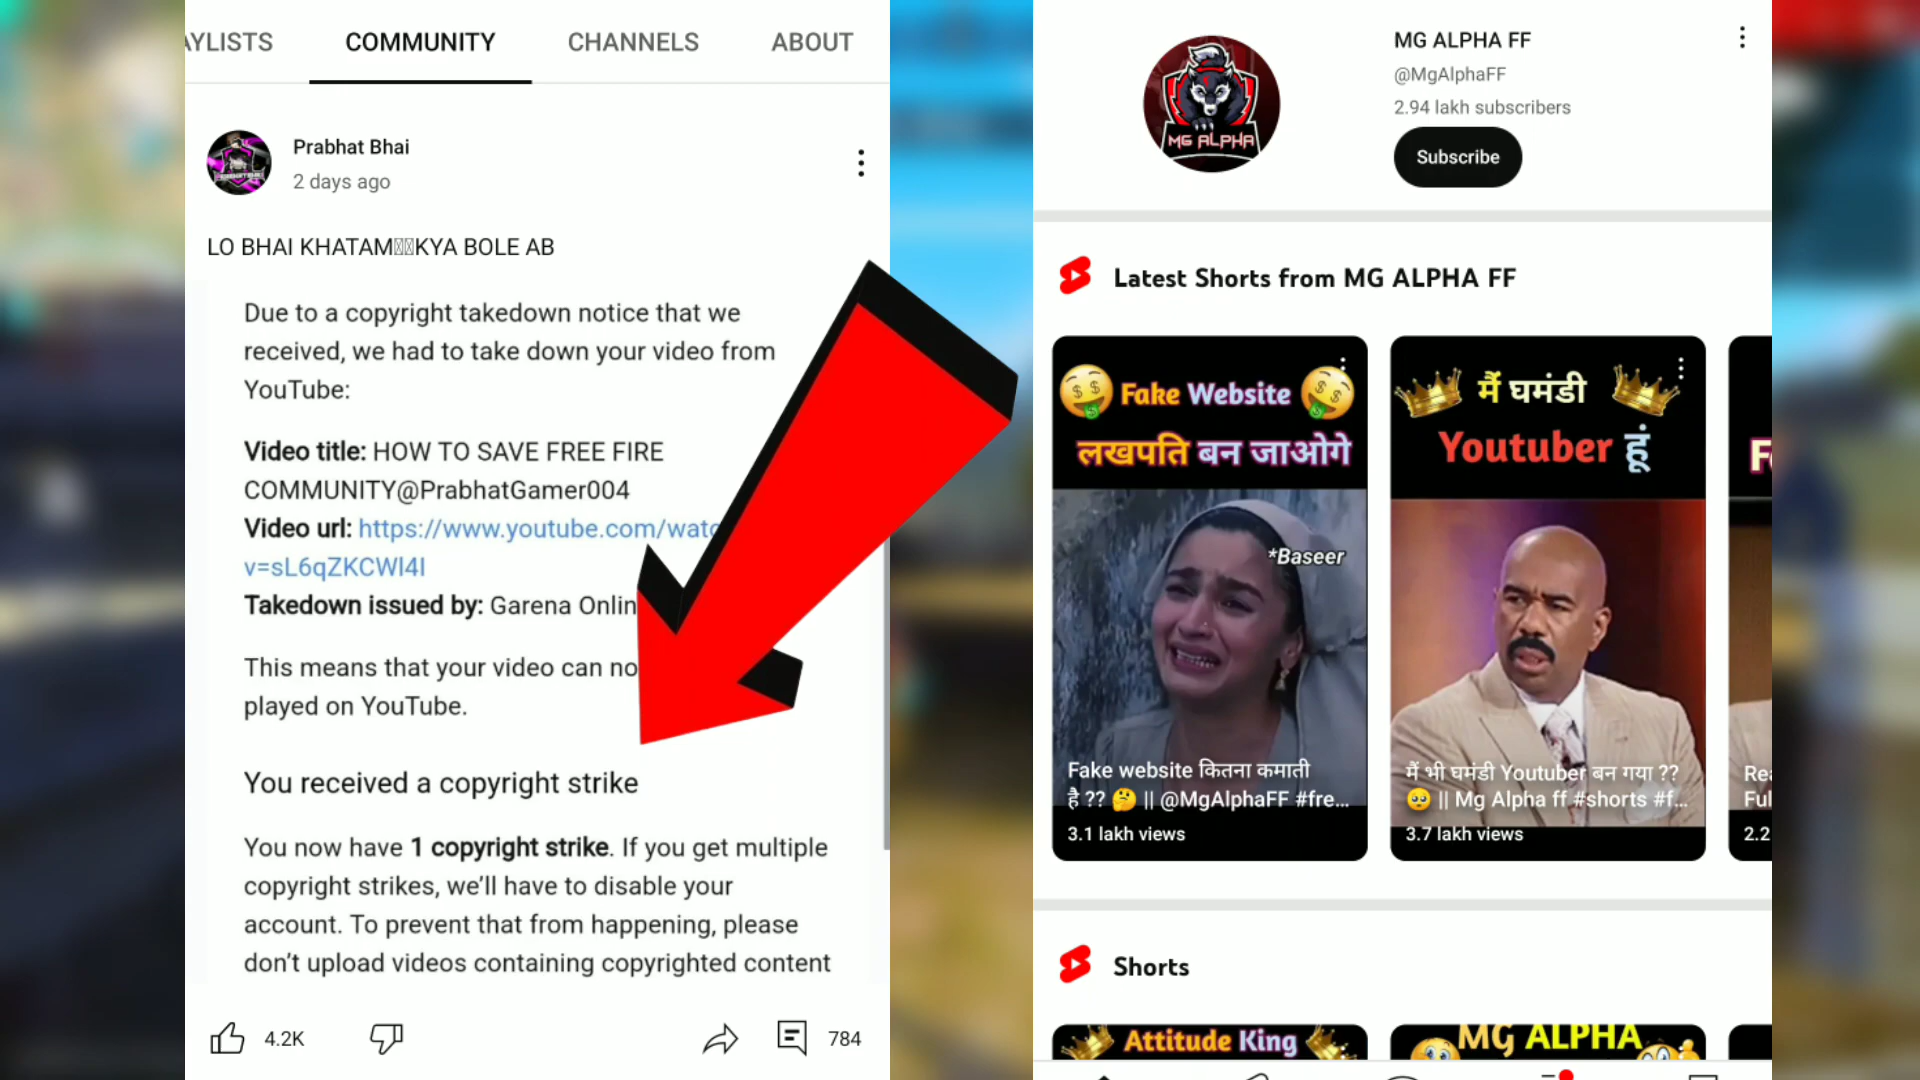 AYLISTS COMMUNITY CHANNELS ABOUT
Prabhat Bhai
2 days ago
LO BHAI KHATAM KYA BOLE AB
Due to a copyright takedown notice that we
received, we had to take down your video from
YouTube:
Video title: HOW TO SAVE FREE FIRE
COMMUNITY@PrabhatGamer004
Video url: https://www.youtube.com/watc
v=sL6qZKCWl4I
Takedown issued by: Garena Onlin
This means that your video can no
played on YouTube.
You received a copyright strike
You now have 1 copyright strike. If you get multiple
copyright strikes, we'll have to disable your
account. To prevent that from happening, please
don't upload videos containing copyrighted content
4.2K 784
MG ALPHA
MG ALPHA FF
@MgAlphaFF
2.94 lakh subscribers
Subscribe
Latest Shorts from MG ALPHA FF
Fake Website
लखपति बन जाओगे
*Baseer
Fake website कितना कमाती
है ?? 🤔 || @MgAlphaFF #fre...
3.1 lakh views
मैं घमंडी
Youtuber हूं
मैं भी घमंडी Youtuber बन गया ??
🥺 || Mg Alpha ff #shorts #f...
3.7 lakh views
Rea
Ful
2.2
Shorts
Attitude King
MG ALPHA